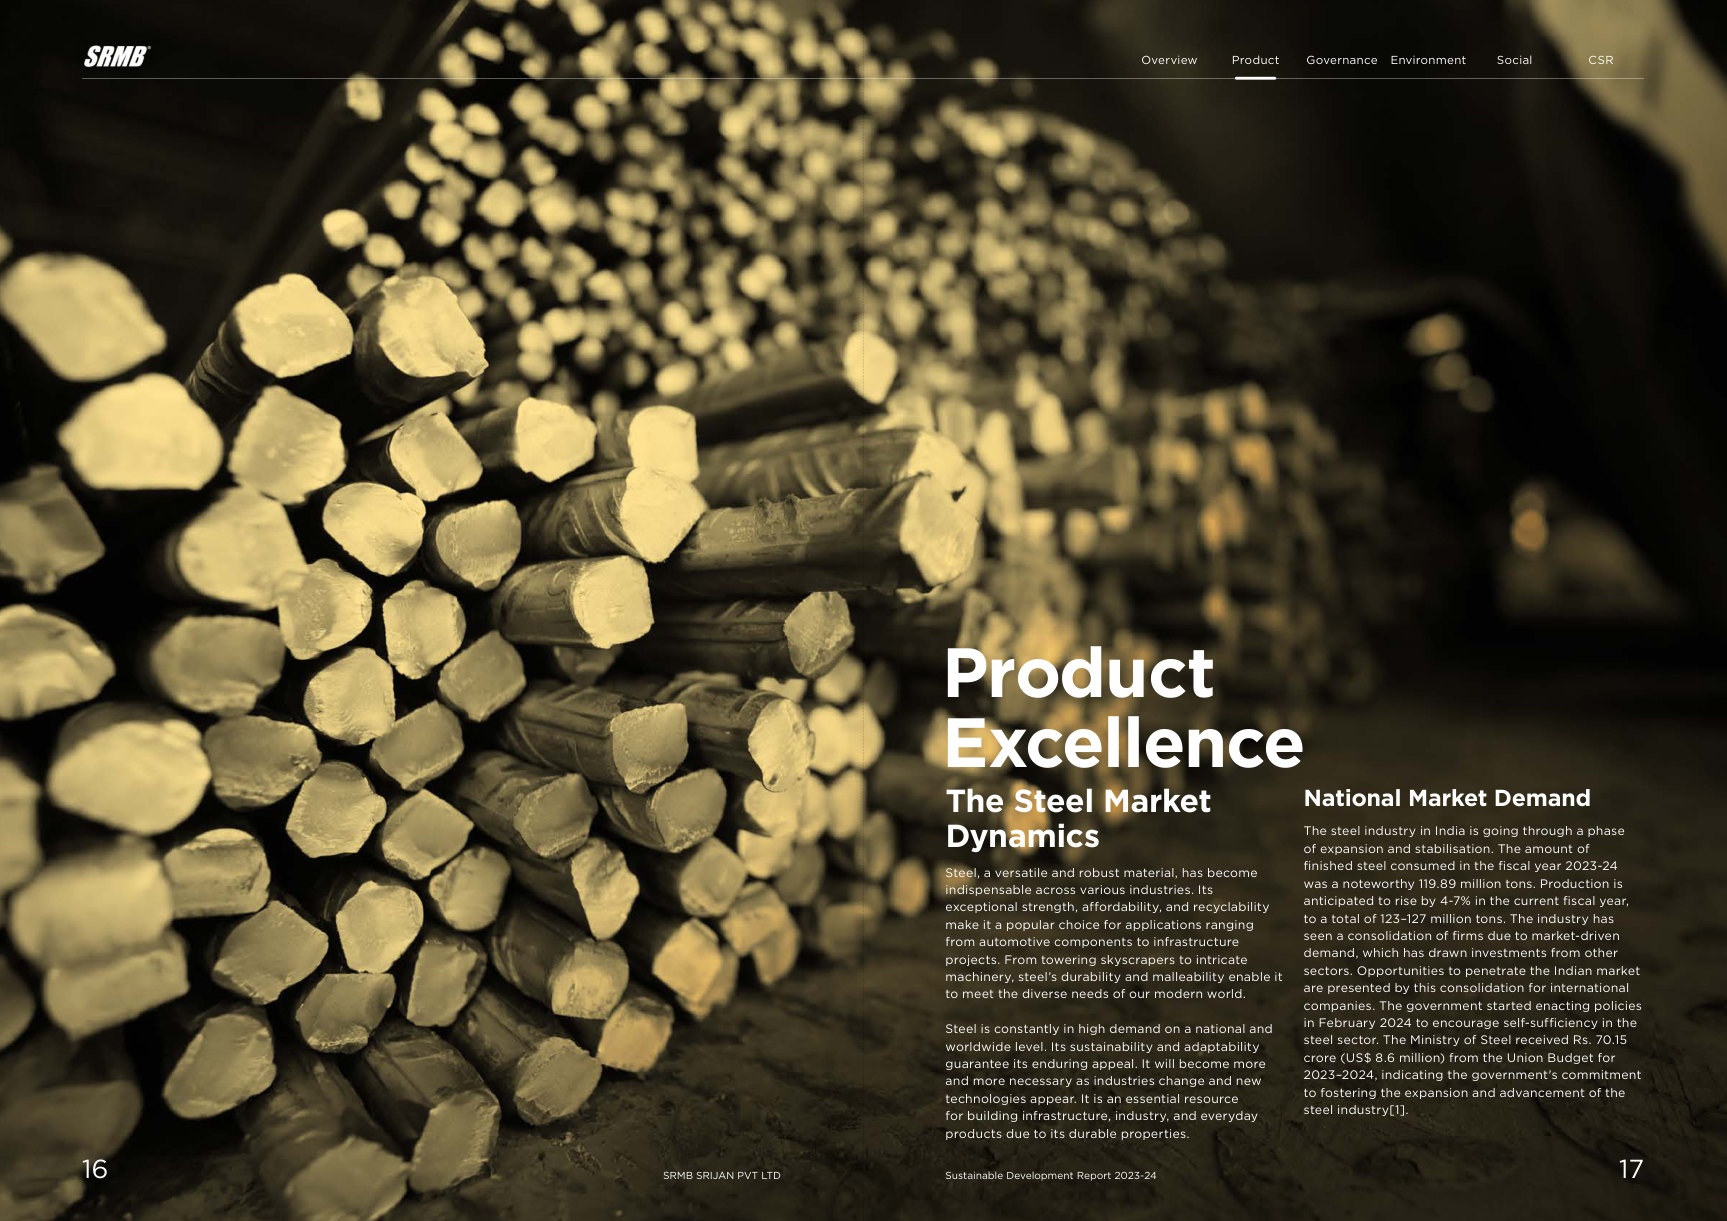 SRMB
Overview Product Governance Environment Social CSR
Product
Excellence
The Steel Market
Dynamics
Steel, a versatile and robust material, has become
indispensable across various industries. Its
exceptional strength, affordability, and recyclability
make it a popular choice for applications ranging
from automotive components to infrastructure
projects. From towering skyscrapers to intricate
machinery, steel's durability and malleability enable it
to meet the diverse needs of our modern world.
Steel is constantly in high demand on a national and
worldwide level. Its sustainability and adaptability
guarantee its enduring appeal. It will become more
and more necessary as industries change and new
technologies appear. It is an essential resource
for building infrastructure, industry, and everyday
products due to its durable properties.
National Market Demand
The steel industry in India is going through a phase
of expansion and stabilisation. The amount of
finished steel consumed in the fiscal year 2023-24
was a noteworthy 119.89 million tons. Production is
anticipated to rise by 4-7% in the current fiscal year,
to a total of 123–127 million tons. The industry has
seen a consolidation of firms due to market-driven
demand, which has drawn investments from other
sectors. Opportunities to penetrate the Indian market
are presented by this consolidation for international
companies. The government started enacting policies
in February 2024 to encourage self-sufficiency in the
steel sector. The Ministry of Steel received Rs. 70.15
crore (US$ 8.6 million) from the Union Budget for
2023–2024, indicating the government's commitment
to fostering the expansion and advancement of the
steel industry[1].
16
SRMB SRIJAN PVT LTD
Sustainable Development Report 2023-24
17